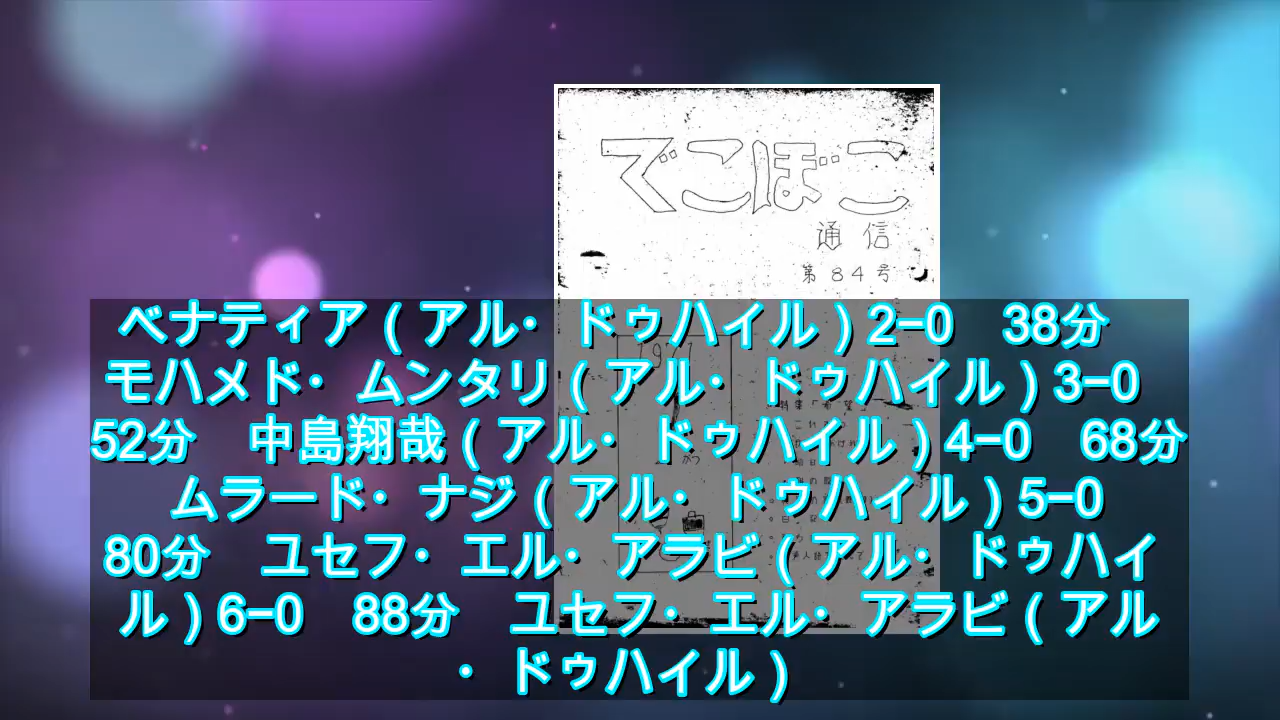 でこぼこ
通信
第84号
ベナティア(アル・ドゥハイル)2-0　38分
モハメド・ムンタリ(アル・ドゥハイル)3-0
52分　中島翔哉(アル・ドゥハイル)4-0　68分
ムラード・ナジ(アル・ドゥハイル)5-0
80分　ユセフ・エル・アラビ(アル・ドゥハイ
ル)6-0　88分　ユセフ・エル・アラビ(アル
・ドゥハイル)